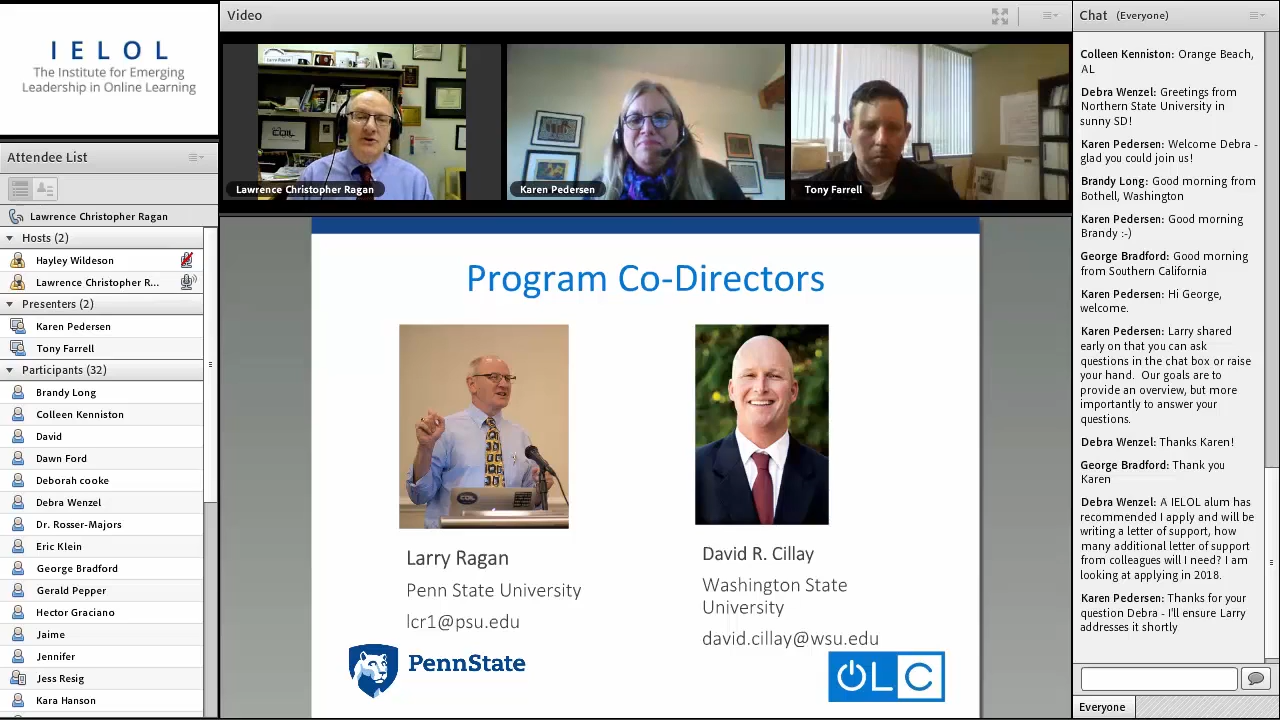 I E L O L
The Institute for Emerging
Leadership in Online Learning
Attendee List
Lawrence Christopher Ragan
Hosts (2)
Hayley Wildeson
Lawrence Christopher R...
Presenters (2)
Karen Pedersen
Tony Farrell
Participants (32)
Brandy Long
Colleen Kenniston
David
Dawn Ford
Deborah cooke
Debra Wenzel
Dr. Rosser-Majors
Eric Klein
George Bradford
Gerald Pepper
Hector Graciano
Jaime
Jennifer
Jess Resig
Kara Hanson
Video
Larry Ragan
COIL
Lawrence Christopher Ragan
Karen Pedersen
Tony Farrell
Program Co-Directors
Larry Ragan
Penn State University
lcr1@psu.edu
PennState
David R. Cillay
Washington State
University
david.cillay@wsu.edu
OLC
Chat (Everyone)
Colleen Kenniston: Orange Beach,
AL
Debra Wenzel: Greetings from
Northern State University in
sunny SD!
Karen Pedersen: Welcome Debra -
glad you could join us!
Brandy Long: Good morning from
Bothell, Washington
Karen Pedersen: Good morning
Brandy :-)
George Bradford: Good morning
from Southern California
Karen Pedersen: Hi George,
welcome.
Karen Pedersen: Larry shared
early on that you can ask
questions in the chat box or raise
your hand. Our goals are to
provide an overview, but more
importantly to answer your
questions.
Debra Wenzel: Thanks Karen!
George Bradford: Thank you
Karen
Debra Wenzel: A IELOL alumn has
recommended I apply and will be
writing a letter of support, how
many additional letter of support
from colleagues will I need? I am
looking at applying in 2018.
Karen Pedersen: Thanks for your
question Debra - I'll ensure Larry
addresses it shortly
Everyone